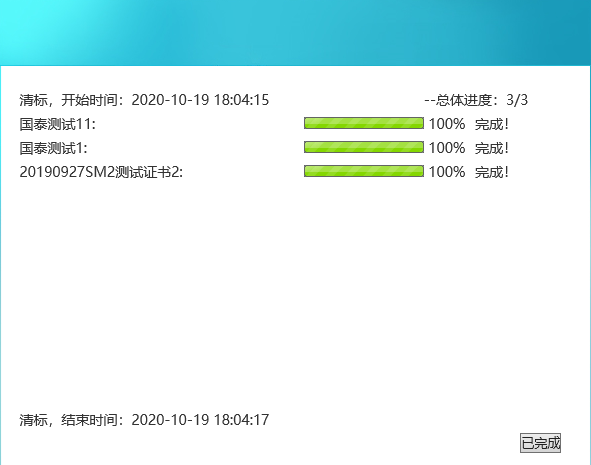 清标，开始时间：2020-10-19 18:04:15 --总体进度：3/3
国泰测试11: 100% 完成！
国泰测试1: 100% 完成！
20190927SM2测试证书2: 100% 完成！
清标，结束时间：2020-10-19 18:04:17
已完成